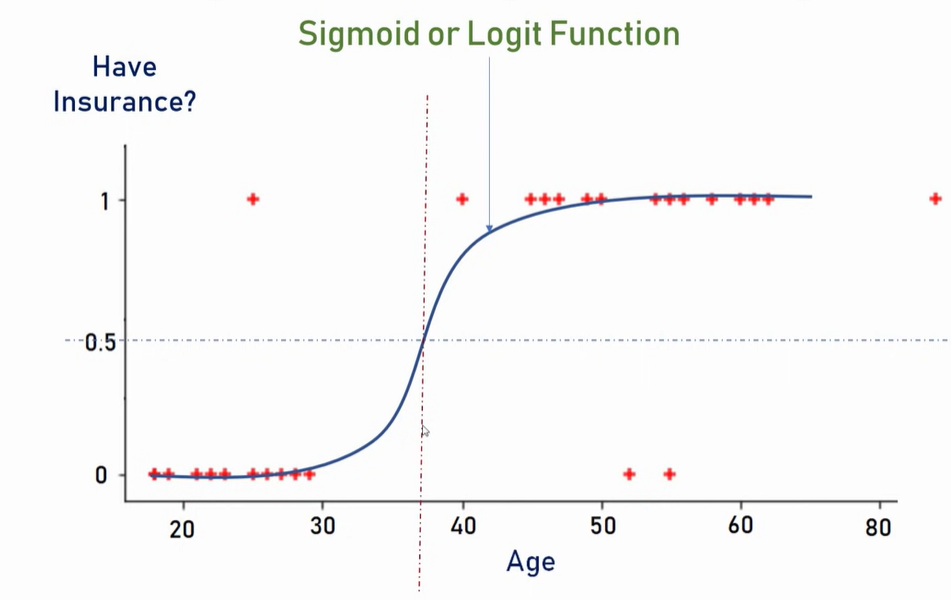 Sigmoid or Logit Function
Have
Insurance?
1
0.5
0
20 30 40 50 60 80
Age